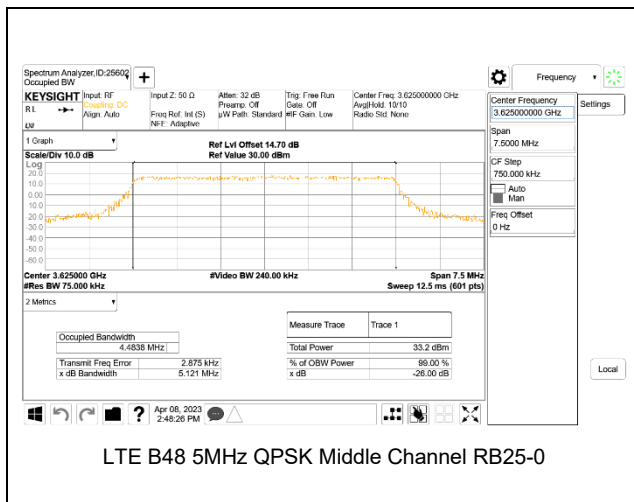 Spectrum Analyzer,ID:25602
Occupied BW
Frequency
KEYSIGHT
Input: RF
Coupling: DC
Align: Auto
Input Z: 50 Ω
Freq Ref: Int (S)
NFE: Adaptive
Atten: 32 dB
Preamp: Off
µW Path: Standard
Trig: Free Run
Gate: Off
#IF Gain: Low
Center Freq: 3.625000000 GHz
Avg|Hold: 10/10
Radio Std: None
RL
Center Frequency
3.625000000 GHz
Settings
Span
7.5000 MHz
CF Step
750.000 kHz
Auto
Man
Freq Offset
0 Hz
Local
1 Graph
Scale/Div 10.0 dB
Ref Lvl Offset 14.70 dB
Ref Value 30.00 dBm
Log
20.0
10.0
0.00
-10.0
-20.0
-30.0
-40.0
-50.0
-60.0
Center 3.62500 GHz
#Video BW 240.00 kHz
Span 7.5 MHz
#Res BW 75.000 kHz
Sweep 12.5 ms (601 pts)
2 Metrics
Measure Trace Trace 1
Occupied Bandwidth
4.4838 MHz
Total Power 33.2 dBm
Transmit Freq Error 2.875 kHz
% of OBW Power 99.00 %
x dB Bandwidth 5.121 MHz
x dB -26.00 dB
Apr 08, 2023
2:48:26 PM
LTE B48 5MHz QPSK Middle Channel RB25-0